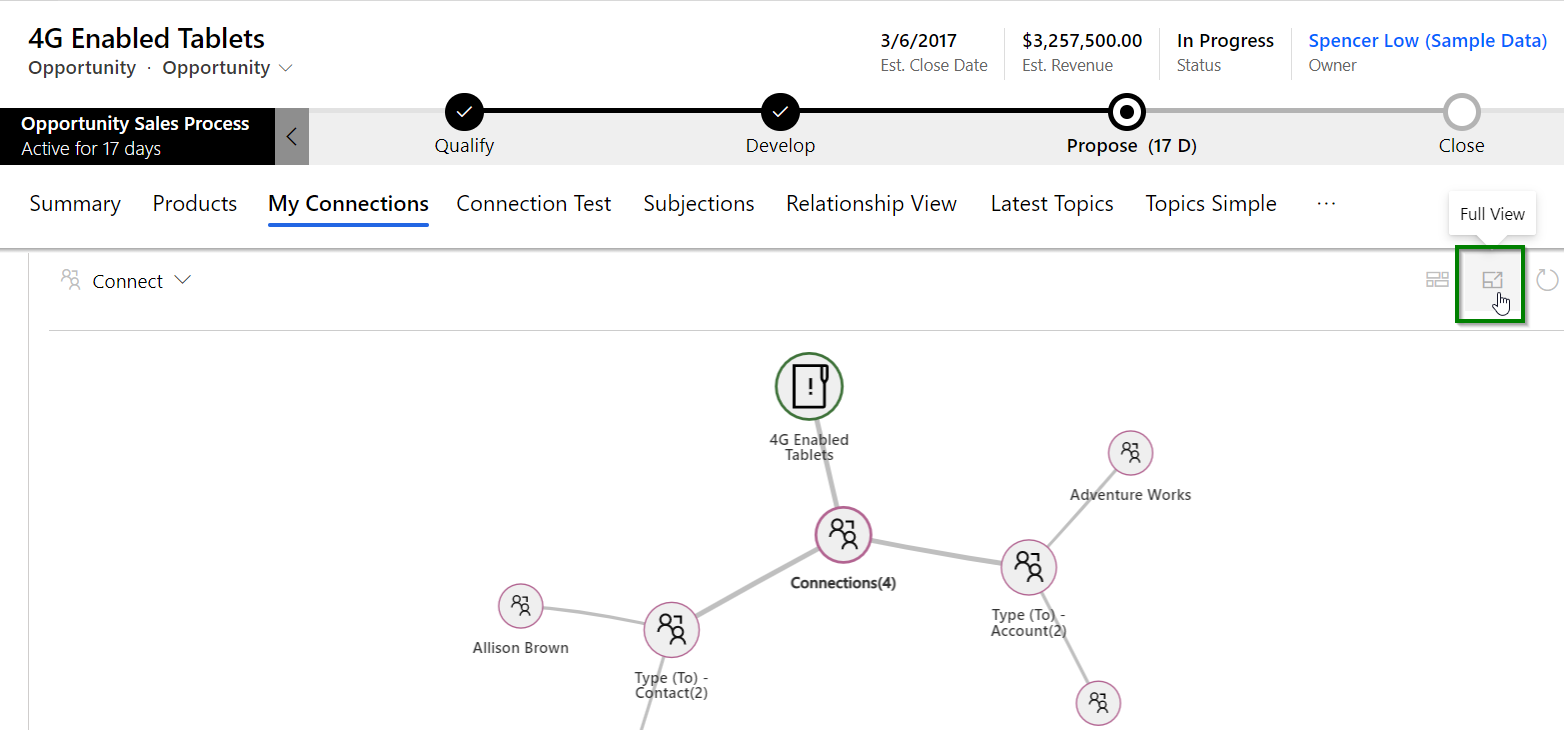 4G Enabled Tablets
Opportunity · Opportunity
3/6/2017
Est. Close Date
$3,257,500.00
Est. Revenue
In Progress
Status
Spencer Low (Sample Data)
Owner
Opportunity Sales Process
Active for 17 days
Qualify
Develop
Propose (17 D)
Close
Summary
Products
My Connections
Connection Test
Subjections
Relationship View
Latest Topics
Topics Simple
···
Full View
Connect
4G Enabled
Tablets
Adventure Works
Connections(4)
Type (To) -
Account(2)
Allison Brown
Type (To) -
Contact(2)